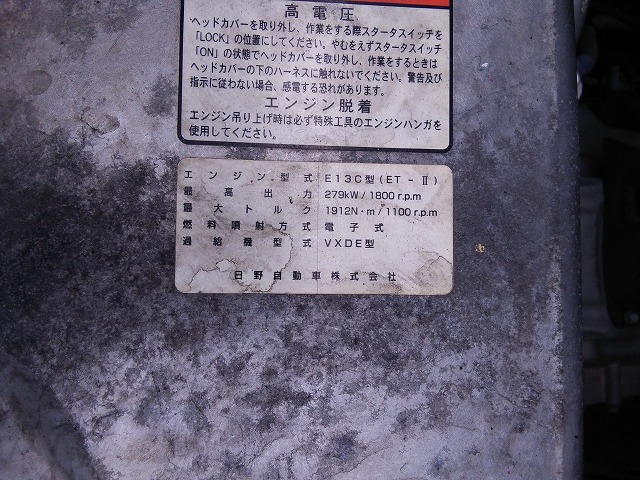 高電圧
ヘッドカバーを取り外し、作業をする際スタータスイッチを
「LOCK」の位置にしてください。やむをえずスタータスイッチ
「ON」の状態でヘッドカバーを取り外し、作業をするときは
ヘッドカバーの下のハーネスに触れないでください。警告及び
指示に従わない場合、感電する恐れがあります。
エンジン脱着
エンジン吊り上げ時は必ず特殊工具のエンジンハンガを
使用してください。
エンジン型式 E13C型(ET-Ⅱ)
最高出力 279kW/1800r.p.m
最大トルク 1912N・m/1100r.p.m
燃料噴射方式 電子式
過給機型式 VXDE型
日野自動車株式会社